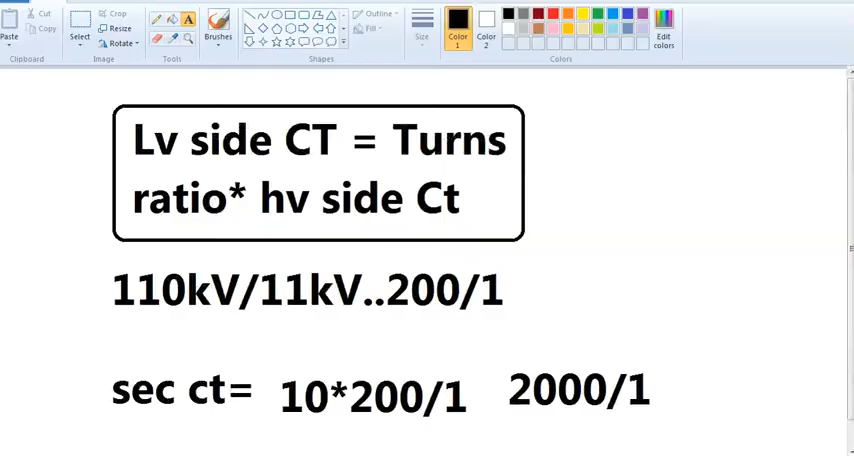 Paste
Cut
Copy
Clipboard
Select
Crop
Resize
Rotate
Image
A
Tools
Brushes
Outline
Fill
Shapes
Size
Color 1
Color 2
Edit colors
Colors
Lv side CT = Turns
ratio* hv side Ct
110kV/11kV..200/1
sec ct= 10*200/1 2000/1